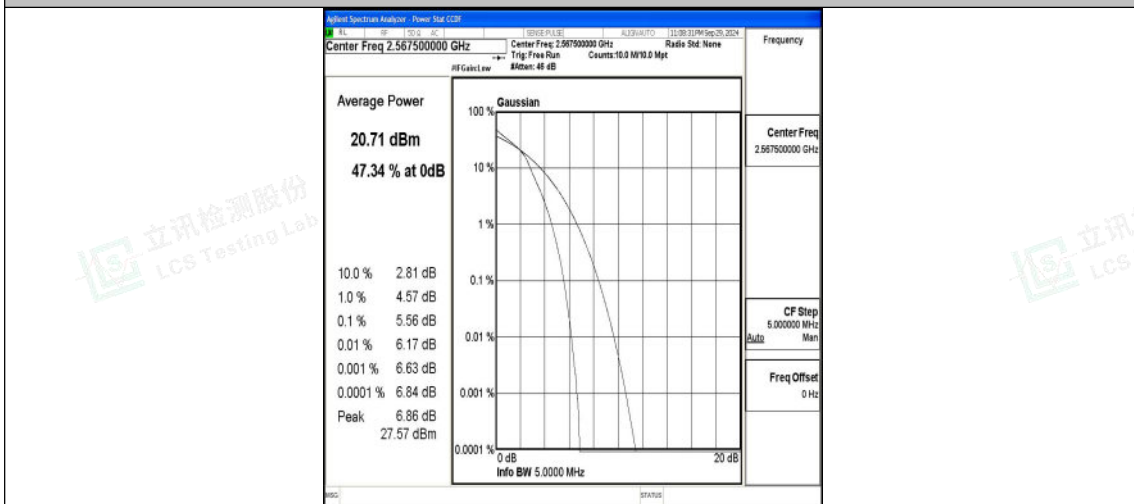 Agilent Spectrum Analyzer - Power Stat CCDF
RL RF 50 Ω AC SENSE:PULSE ALIGNAUTO 11:08:31 PM Sep 29, 2024
Center Freq 2.567500000 GHz
Center Freq: 2.567500000 GHz Radio Std: None
Trig: Free Run Counts:10.0 M/10.0 Mpt
#IFGain:Low #Atten: 46 dB
Frequency
Average Power
20.71 dBm
47.34 % at 0dB
10.0 % 2.81 dB
1.0 % 4.57 dB
0.1 % 5.56 dB
0.01 % 6.17 dB
0.001 % 6.63 dB
0.0001 % 6.84 dB
Peak 6.86 dB
27.57 dBm
Gaussian
100 %
10 %
1 %
0.1 %
0.01 %
0.001 %
0.0001 %
0 dB 20 dB
Info BW 5.0000 MHz
Center Freq
2.567500000 GHz
CF Step
5.000000 MHz
Auto Man
Freq Offset
0 Hz
MSG STATUS
立讯检测股份
LCS Testing Lab
立讯
LCS